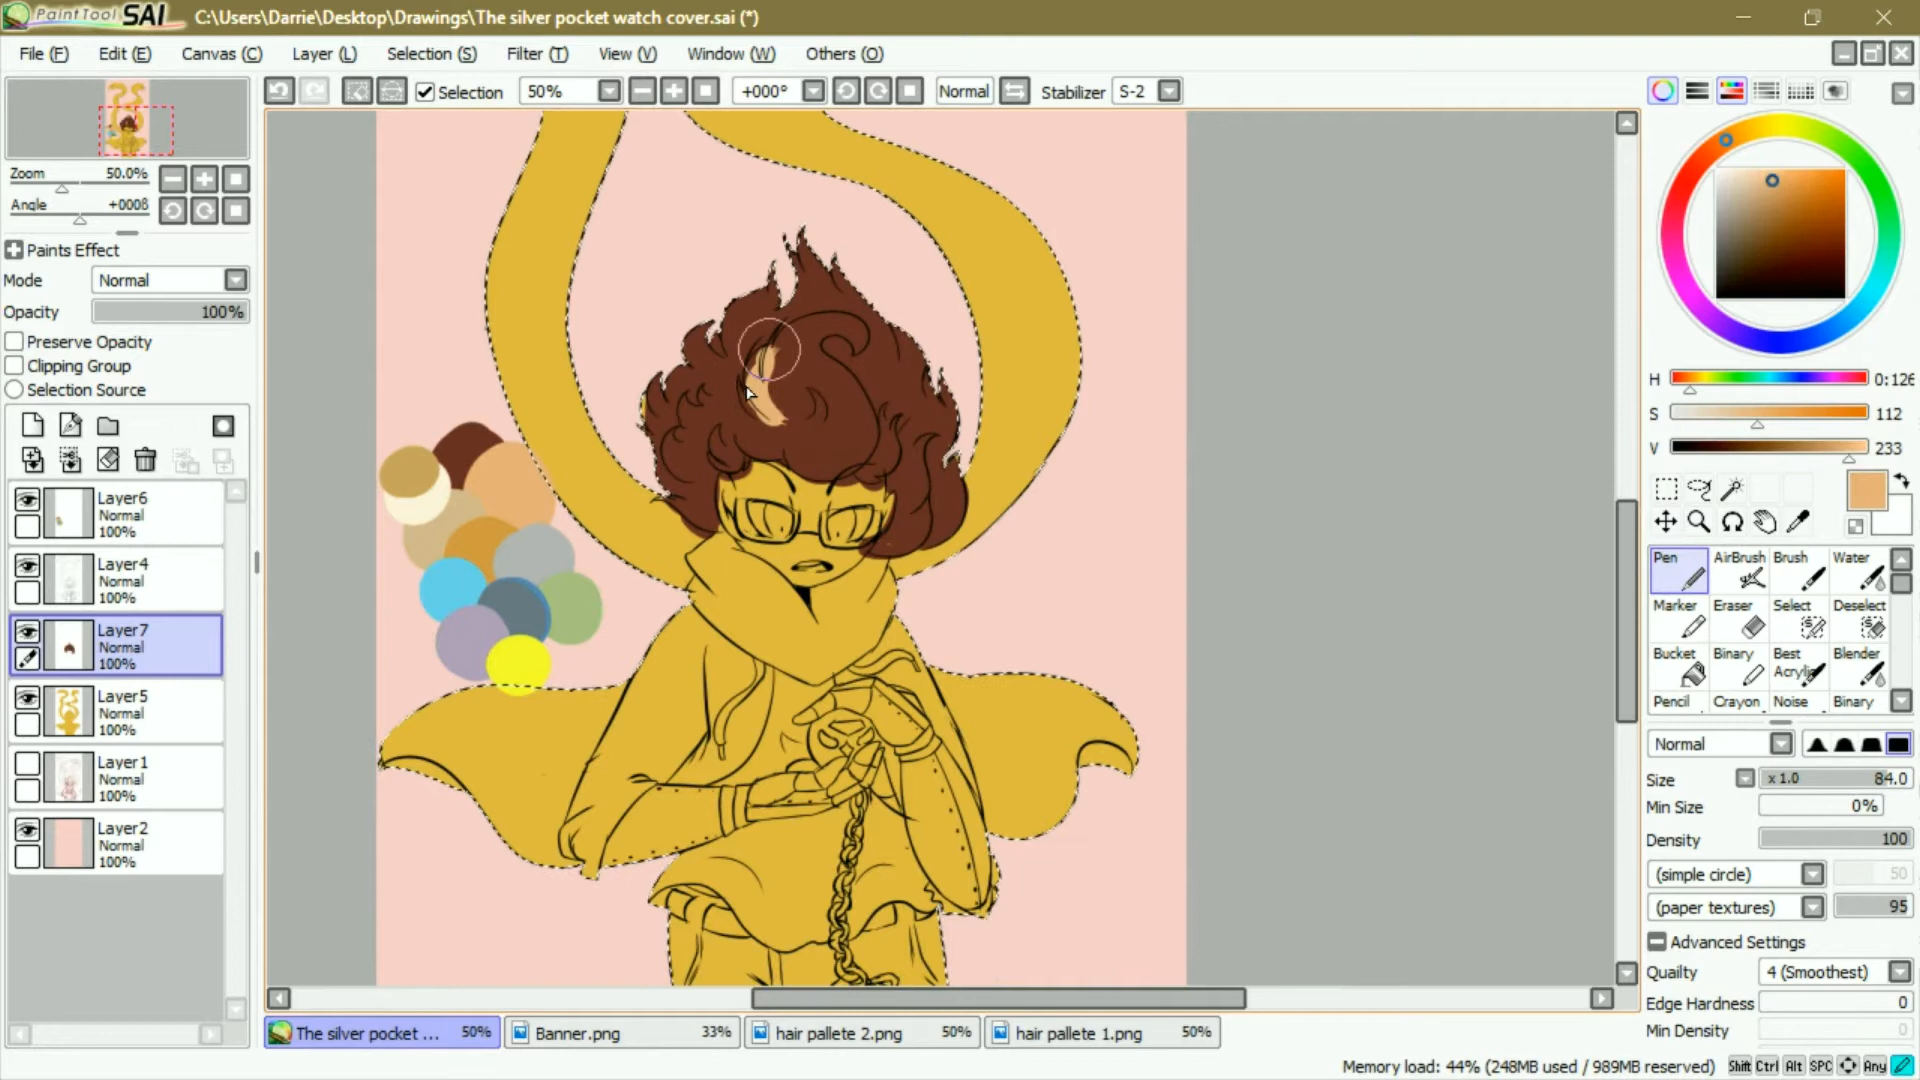 PaintTool SAI C:\Users\Darrie\Desktop\Drawings\The silver pocket watch cover.sai (*)
File (F) Edit (E) Canvas (C) Layer (L) Selection (S) Filter (T) View (V) Window (W) Others (O)
Selection 50% +000° Normal Stabilizer S-2
Zoom 50.0%
Angle +000ß
Paints Effect
Mode Normal
Opacity 100%
Preserve Opacity
Clipping Group
Selection Source
Layer6
Normal
100%
Layer4
Normal
100%
Layer7
Normal
100%
Layer5
Normal
100%
Layer1
Normal
100%
Layer2
Normal
100%
H 0:126
S 112
V 233
Pen AirBrush Brush Water
Marker Eraser Select Deselect
Bucket Binary Best Acrylic Blender
Pencil Crayon Noise Binary
Normal
Size x 1.0 84.0
Min Size 0%
Density 100
(simple circle) 50
(paper textures) 95
Advanced Settings
Quailty 4 (Smoothest)
Edge Hardness 0
Min Density 0
The silver pocket ... 50% Banner.png 33% hair pallete 2.png 50% hair pallete 1.png 50%
Memory load: 44% (248MB used / 989MB reserved) Shift Ctrl Alt SPC Any